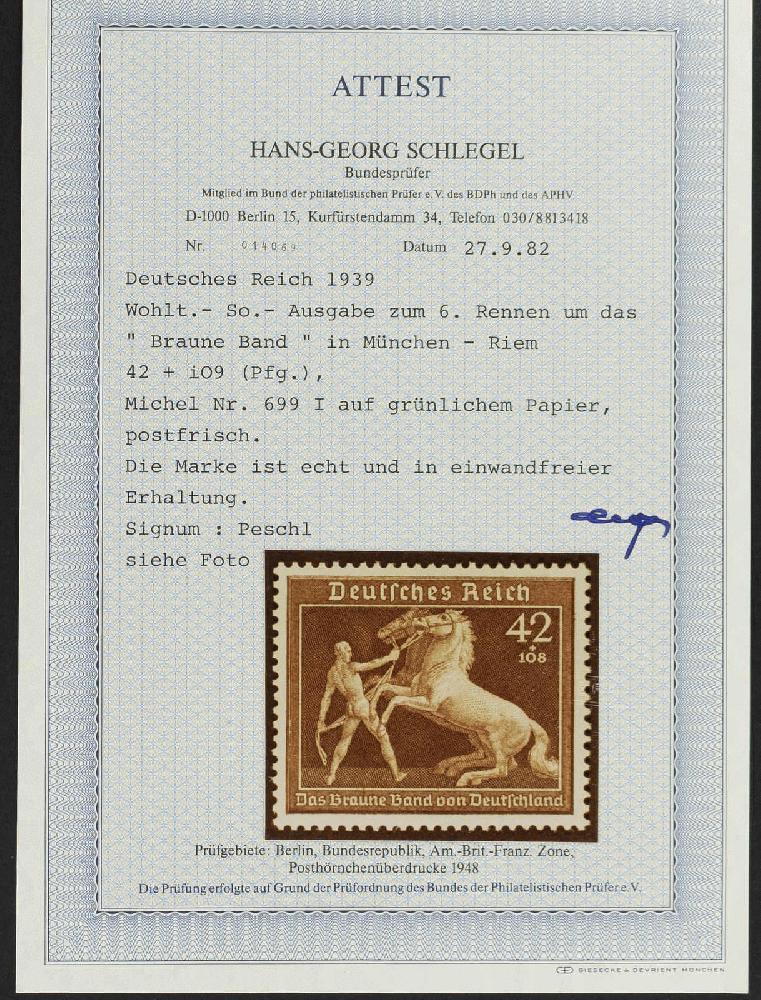 ATTEST
HANS-GEORG SCHLEGEL
Bundesprüfer
Mitglied im Bund der philatelistischen Prüfer e. V. des BDPh und des APHV
D-1000 Berlin 15, Kurfürstendamm 34, Telefon 030/8813418
Nr. 014089 Datum 27.9.82
Deutsches Reich 1939
Wohlt.- So.- Ausgabe zum 6. Rennen um das
" Braune Band " in München - Riem
42 + i09 (Pfg.),
Michel Nr. 699 I auf grünlichem Papier,
postfrisch.
Die Marke ist echt und in einwandfreier
Erhaltung.
Signum : Peschl
siehe Foto
Deutsches Reich
42
+
108
Das Braune Band von Deutschland
Prüfgebiete: Berlin, Bundesrepublik, Am.-Brit.-Franz. Zone,
Posthörnchenüberdrucke 1948
Die Prüfung erfolgte auf Grund der Prüfordnung des Bundes der Philatelistischen Prüfer e.V.
GIESECKE & DEVRIENT MÜNCHEN